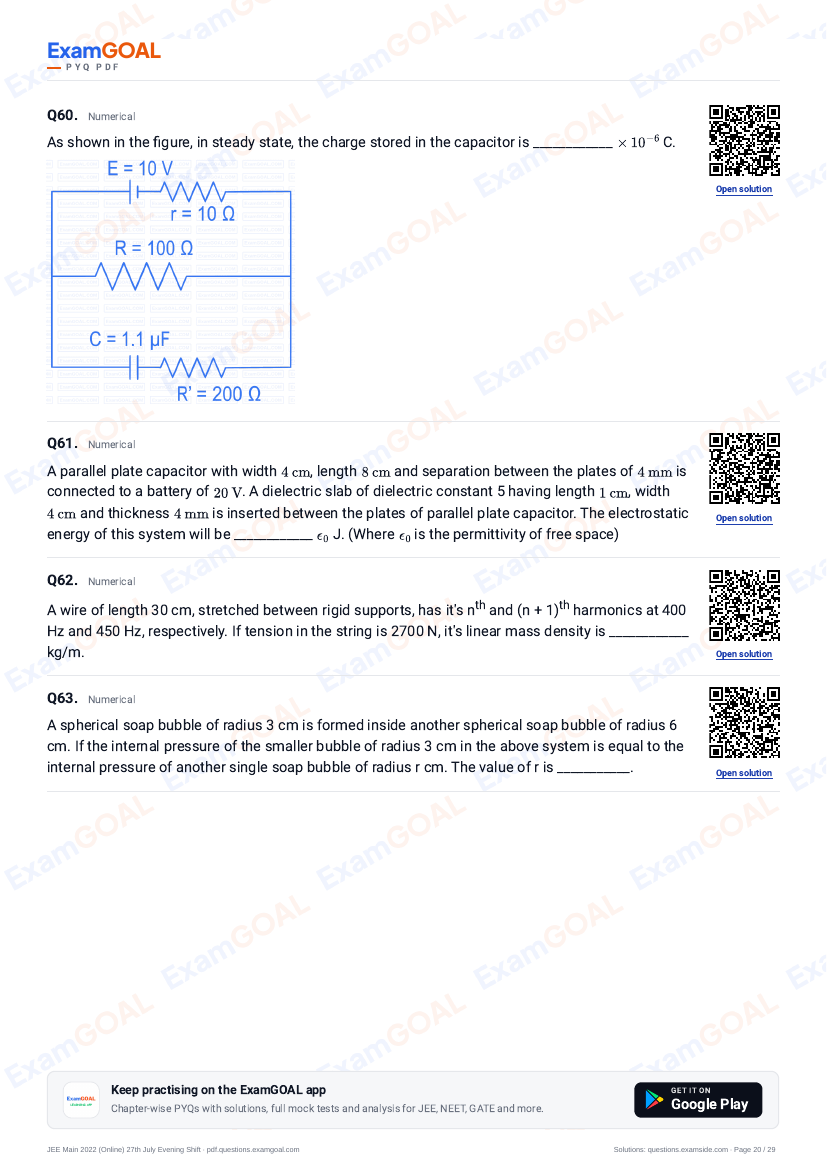 ExamGOAL
PYQ PDF
Q60. Numerical
As shown in the figure, in steady state, the charge stored in the capacitor is ___________ × 10⁻⁶ C.
Open solution
E = 10 V
r = 10 Ω
R = 100 Ω
C = 1.1 µF
R' = 200 Ω
Q61. Numerical
A parallel plate capacitor with width 4 cm, length 8 cm and separation between the plates of 4 mm is
connected to a battery of 20 V. A dielectric slab of dielectric constant 5 having length 1 cm, width
4 cm and thickness 4 mm is inserted between the plates of parallel plate capacitor. The electrostatic
energy of this system will be ___________ ϵ₀ J. (Where ϵ₀ is the permittivity of free space)
Open solution
Q62. Numerical
A wire of length 30 cm, stretched between rigid supports, has it's nᵗʰ and (n + 1)ᵗʰ harmonics at 400
Hz and 450 Hz, respectively. If tension in the string is 2700 N, it's linear mass density is ___________
kg/m.
Open solution
Q63. Numerical
A spherical soap bubble of radius 3 cm is formed inside another spherical soap bubble of radius 6
cm. If the internal pressure of the smaller bubble of radius 3 cm in the above system is equal to the
internal pressure of another single soap bubble of radius r cm. The value of r is __________.
Open solution
Keep practising on the ExamGOAL app
Chapter-wise PYQs with solutions, full mock tests and analysis for JEE, NEET, GATE and more.
GET IT ON
Google Play
JEE Main 2022 (Online) 27th July Evening Shift · pdf.questions.examgoal.com
Solutions: questions.examside.com · Page 20 / 29